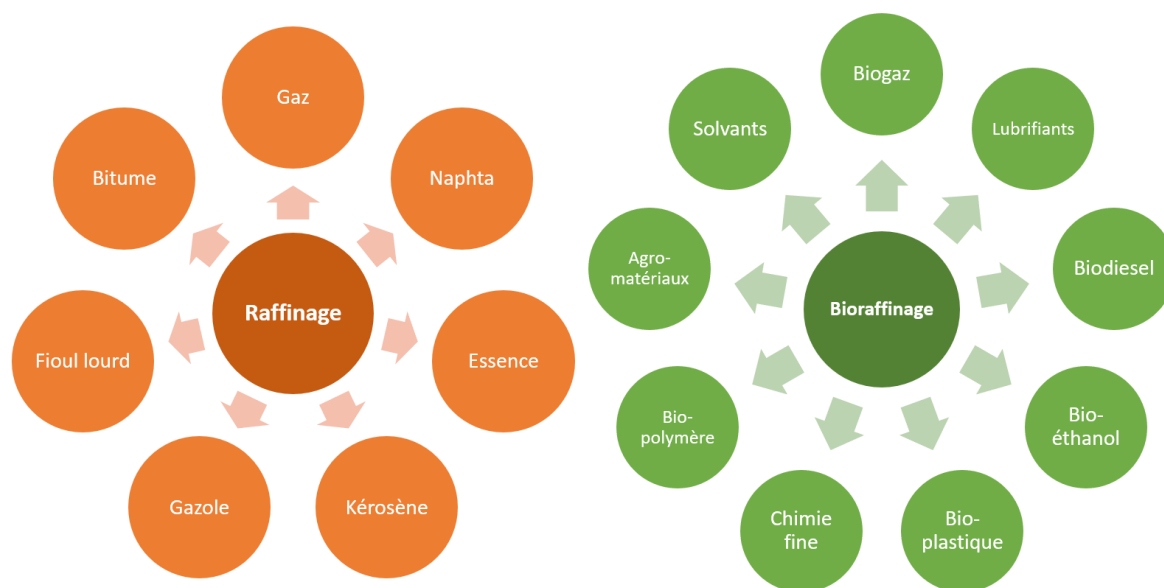 Raffinage
Gaz
Naphta
Essence
Kérosène
Gazole
Fioul lourd
Bitume
Bioraffinage
Biogaz
Lubrifiants
Biodiesel
Bio-
éthanol
Bio-
plastique
Chimie
fine
Bio-
polymère
Agro-
matériaux
Solvants